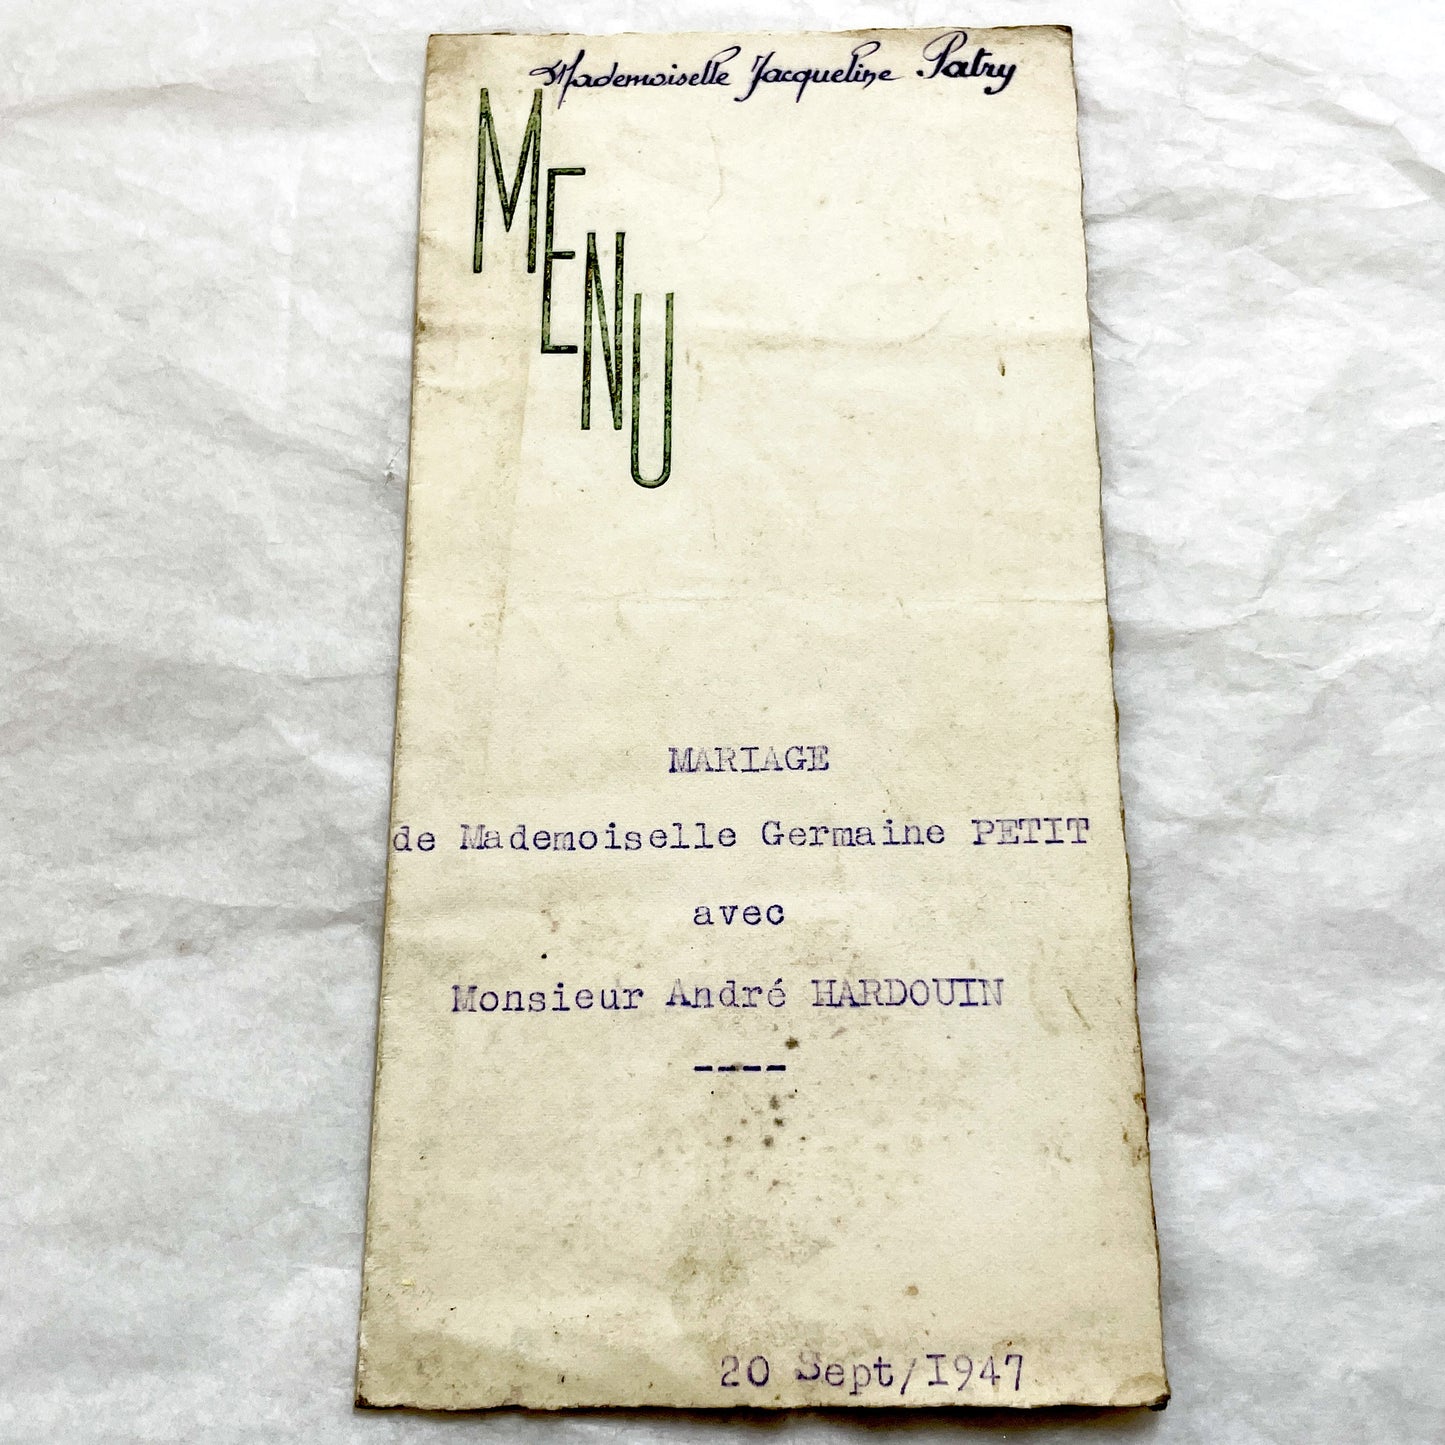 Mademoiselle Jacqueline Patry
MENU
MARIAGE
de Mademoiselle Germaine PETIT
avec
Monsieur André HARDOUIN
----
20 Sept/I947